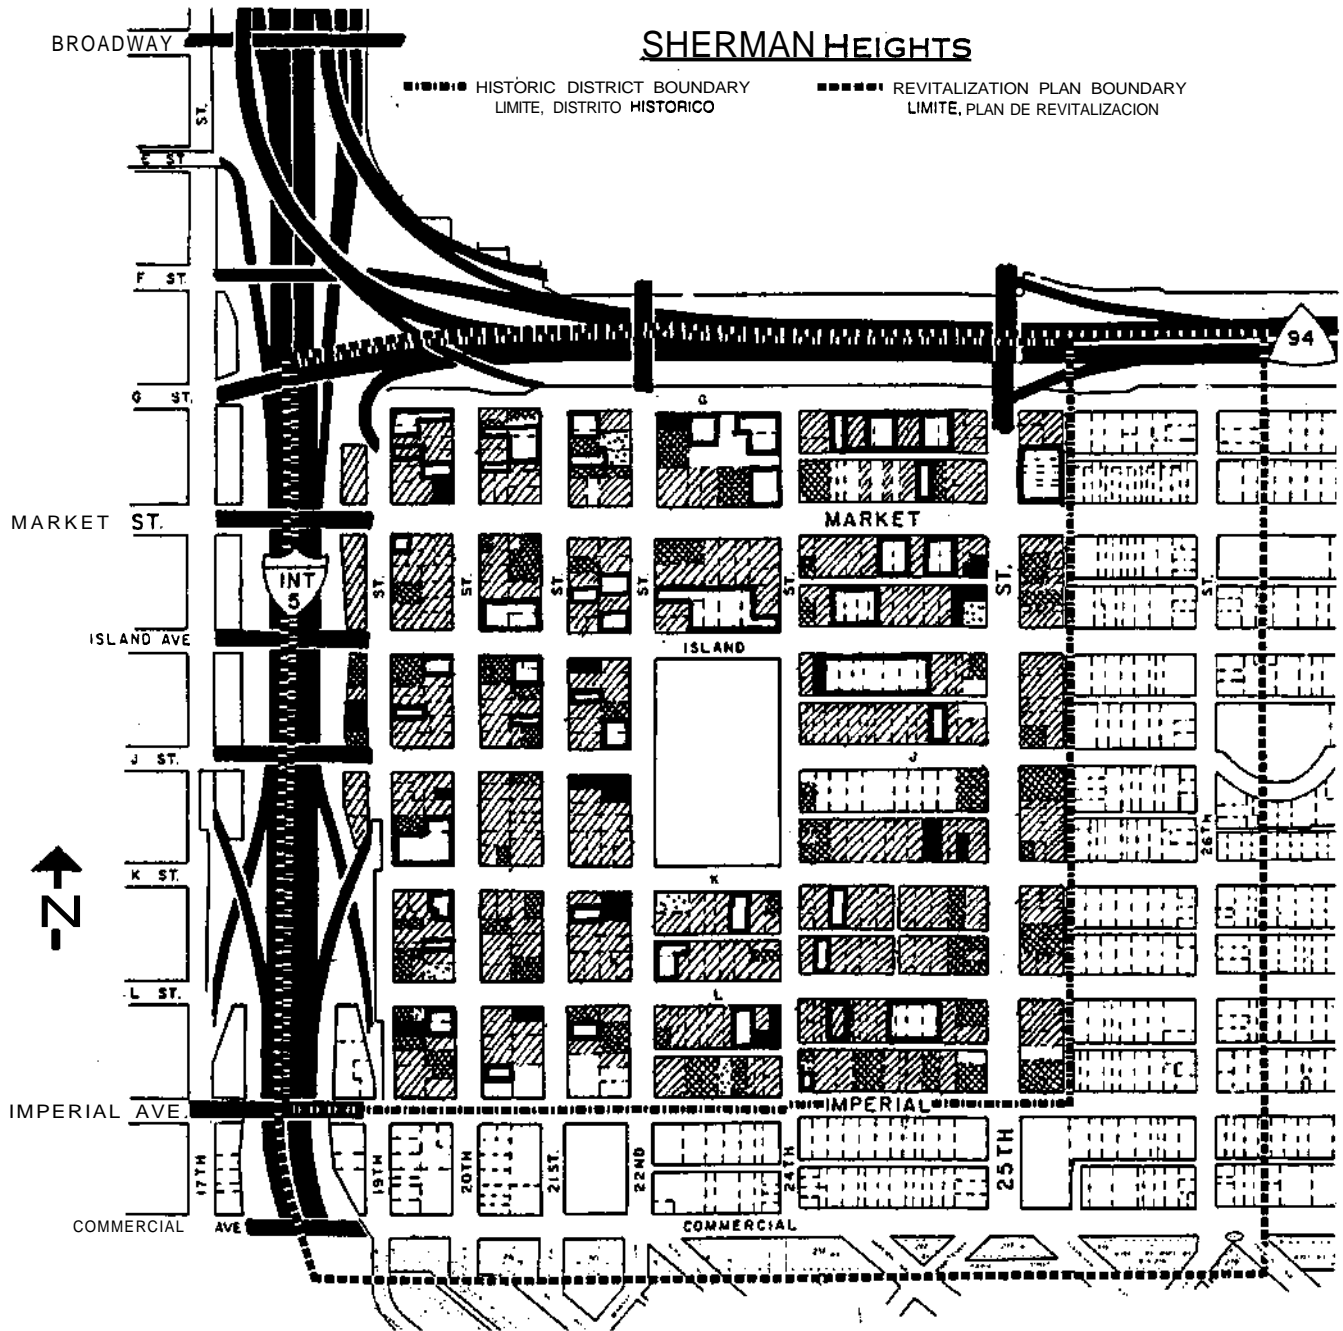 SHERMAN HEIGHTS
BROADWAY
HISTORIC DISTRICT BOUNDARY
LIMITE, DISTRITO HISTORICO
REVITALIZATION PLAN BOUNDARY
LIMITE, PLAN DE REVITALIZACION
ST.
E ST
F ST.
94
G ST.
G
MARKET ST.
MARKET
INT
5
ST.
ST.
ST.
ST.
ST.
ST.
ST.
ISLAND AVE
ISLAND
J ST.
J
26TH
K ST.
K
N
L ST.
L
IMPERIAL AVE.
IMPERIAL
17TH
19TH
20TH
21ST.
22ND
24TH
25TH
COMMERCIAL AVE
COMMERCIAL